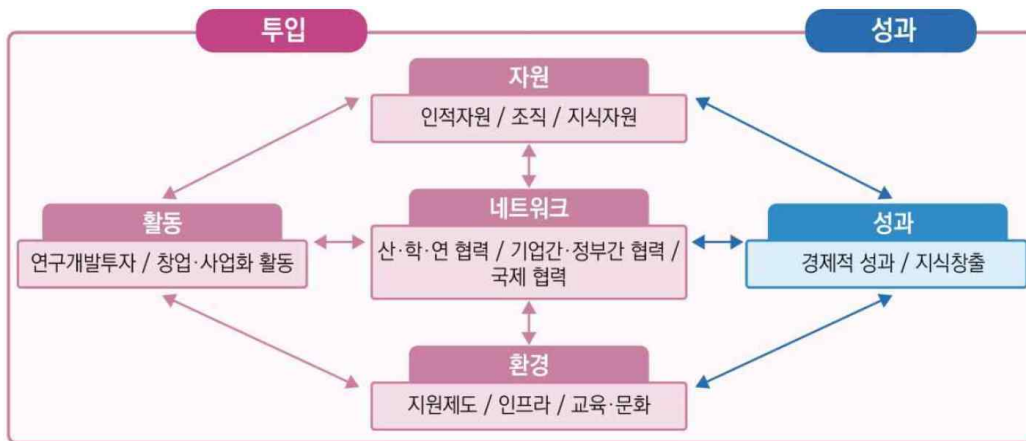 투입
성과
자원
인적자원 / 조직 / 지식자원
활동
연구개발투자 / 창업·사업화 활동
네트워크
산·학·연 협력 / 기업간·정부간 협력 /
국제 협력
성과
경제적 성과 / 지식창출
환경
지원제도 / 인프라 / 교육·문화